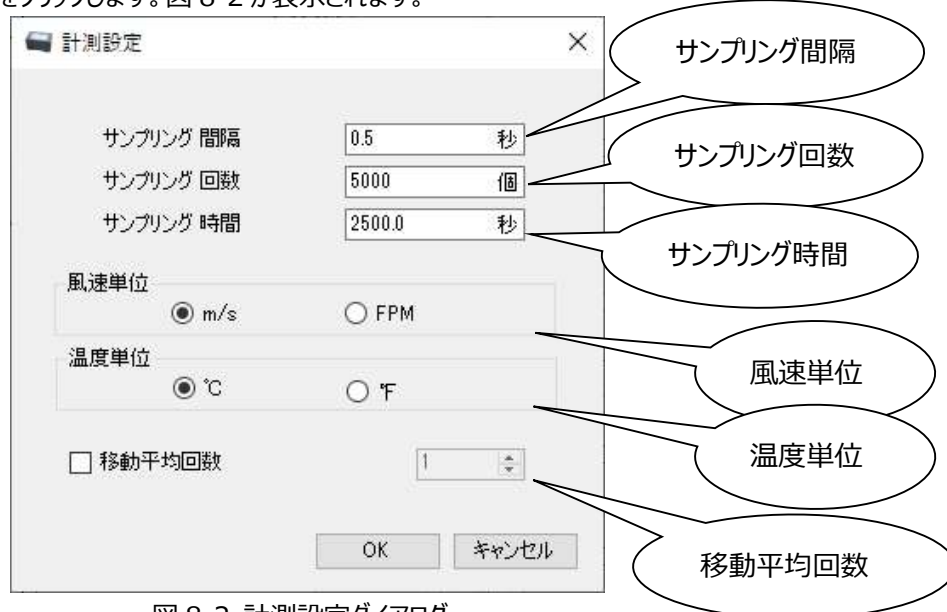 をクリックします。図 8-2 が表示されます。
計測設定
サンプリング 間隔 0.5 秒
サンプリング 回数 5000 個
サンプリング 時間 2500.0 秒
風速単位
m/s FPM
温度単位
℃ ℉
移動平均回数 1
OK キャンセル
サンプリング間隔
サンプリング回数
サンプリング時間
風速単位
温度単位
移動平均回数
図 8-2 計測設定ダイアログ